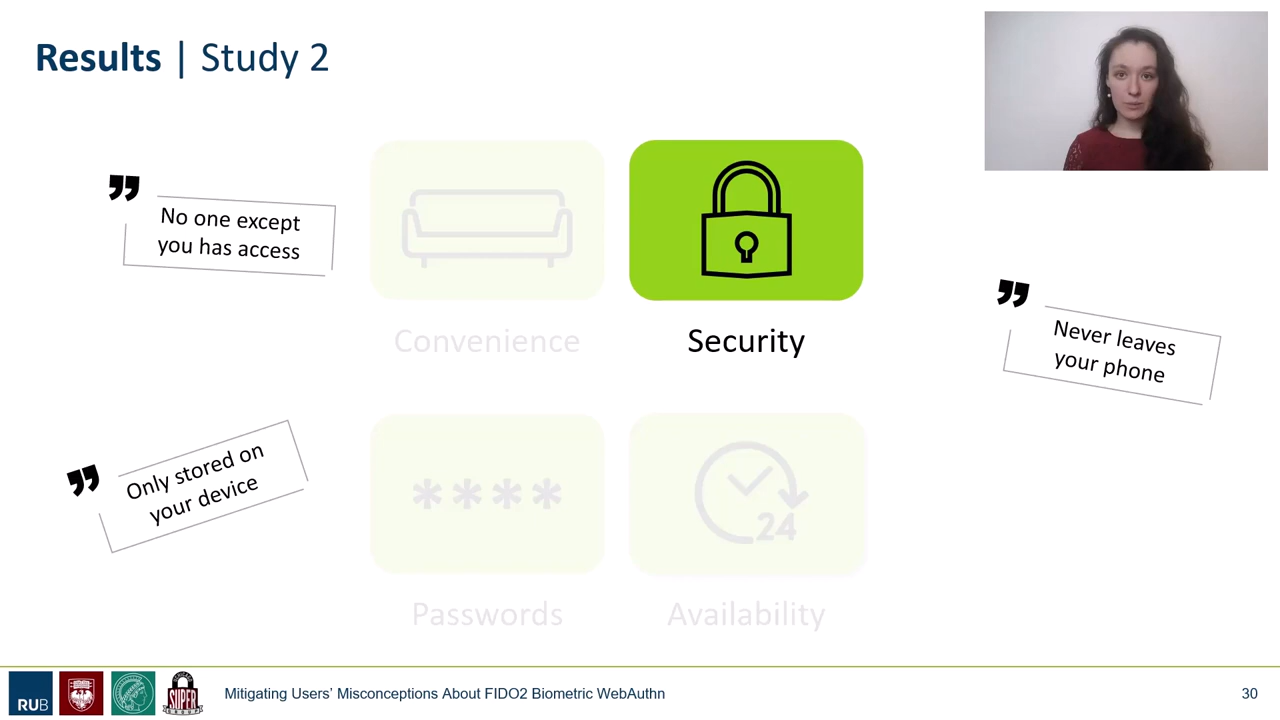 Results | Study 2
No one except
you has access
Convenience
Security
Never leaves
your phone
Only stored on
your device
****
24
Passwords
Availability
RUB
SUPER
Mitigating Users’ Misconceptions About FIDO2 Biometric WebAuthn
30